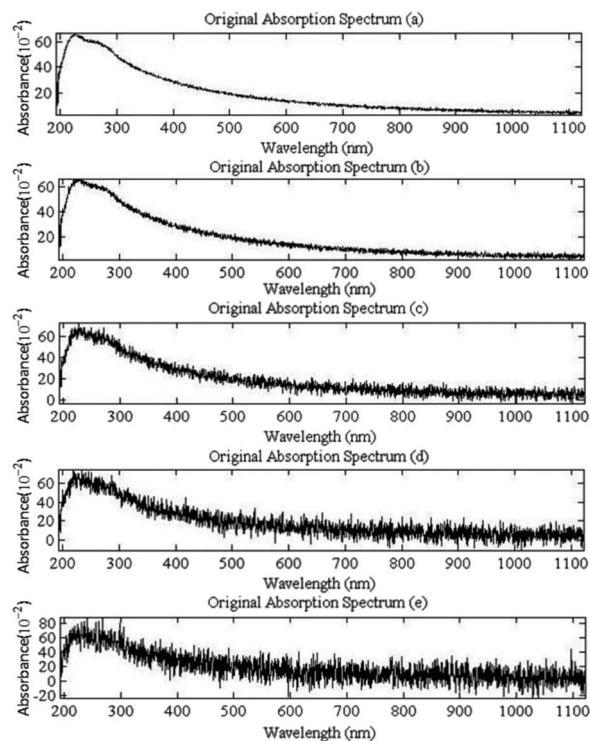 Original Absorption Spectrum (a)
Absorbance(10⁻²)
60
40
20
200 300 400 500 600 700 800 900 1000 1100
Wavelength (nm)
Original Absorption Spectrum (b)
Absorbance(10⁻²)
60
40
20
200 300 400 500 600 700 800 900 1000 1100
Wavelength (nm)
Original Absorption Spectrum (c)
Absorbance(10⁻²)
60
40
20
0
200 300 400 500 600 700 800 900 1000 1100
Wavelength (nm)
Original Absorption Spectrum (d)
Absorbance(10⁻²)
60
40
20
0
200 300 400 500 600 700 800 900 1000 1100
Wavelength (nm)
Original Absorption Spectrum (e)
Absorbance(10⁻²)
80
60
40
20
0
-20
200 300 400 500 600 700 800 900 1000 1100
Wavelength (nm)